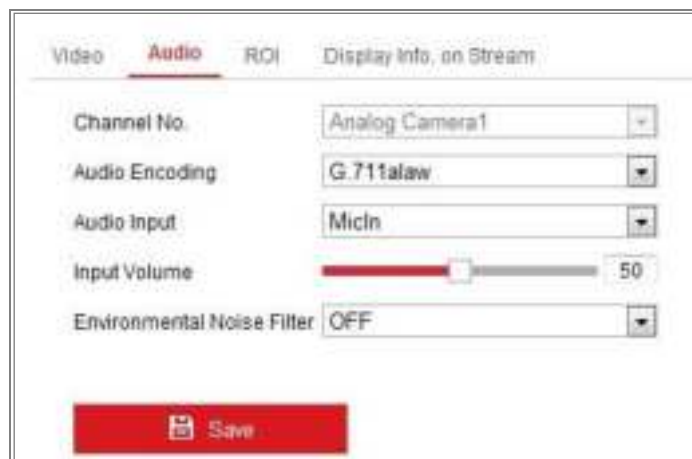 Video Audio ROI Display Info. on Stream
Channel No. Analog Camera1
Audio Encoding G.711alaw
Audio Input MicIn
Input Volume 50
Environmental Noise Filter OFF
Save